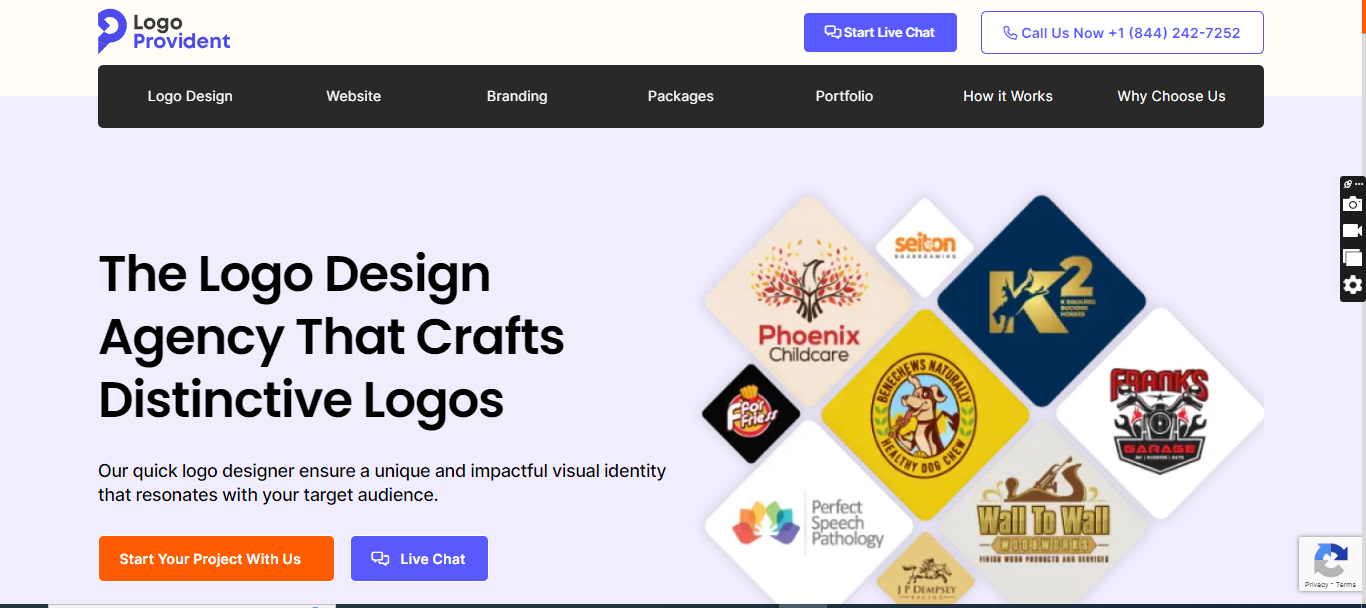 Logo
Provident
Start Live Chat
Call Us Now +1 (844) 242-7252
Logo Design
Website
Branding
Packages
Portfolio
How it Works
Why Choose Us
The Logo Design
Agency That Crafts
Distinctive Logos
Our quick logo designer ensure a unique and impactful visual identity
that resonates with your target audience.
Start Your Project With Us
Live Chat
Phoenix
Childcare
seiton
BOARDGAMING
K2
K SQUARED
BUCKING
HORSES
F For
Friess
BENECHEWS NATURALLY
HEALTHY DOG CHEW
FRANKS
GARAGE
Perfect
Speech
Pathology
Wall To Wall
WOODWORKS
FINISH WOOD PRODUCTS AND SERVICES
J P DEMPSEY
RACING
Privacy - Terms